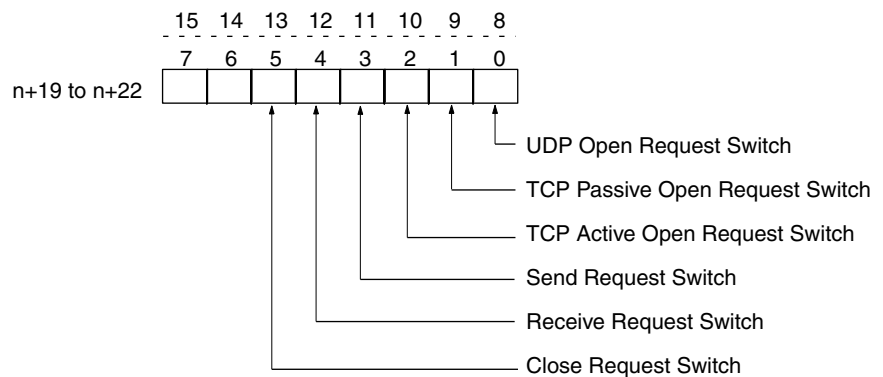 15 14 13 12 11 10 9 8
7 6 5 4 3 2 1 0
n+19 to n+22
UDP Open Request Switch
TCP Passive Open Request Switch
TCP Active Open Request Switch
Send Request Switch
Receive Request Switch
Close Request Switch